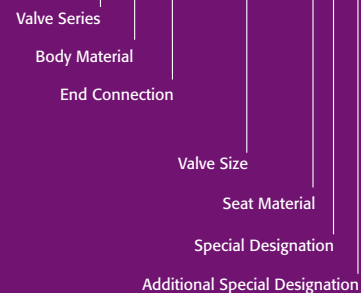 Valve Series
Body Material
End Connection
Valve Size
Seat Material
Special Designation
Additional Special Designation